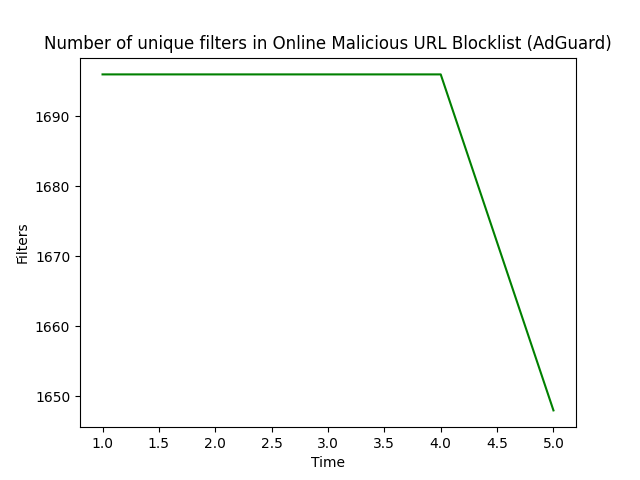 Number of unique filters in Online Malicious URL Blocklist (AdGuard)
Filters
1690
1680
1670
1660
1650
1.0 1.5 2.0 2.5 3.0 3.5 4.0 4.5 5.0
Time